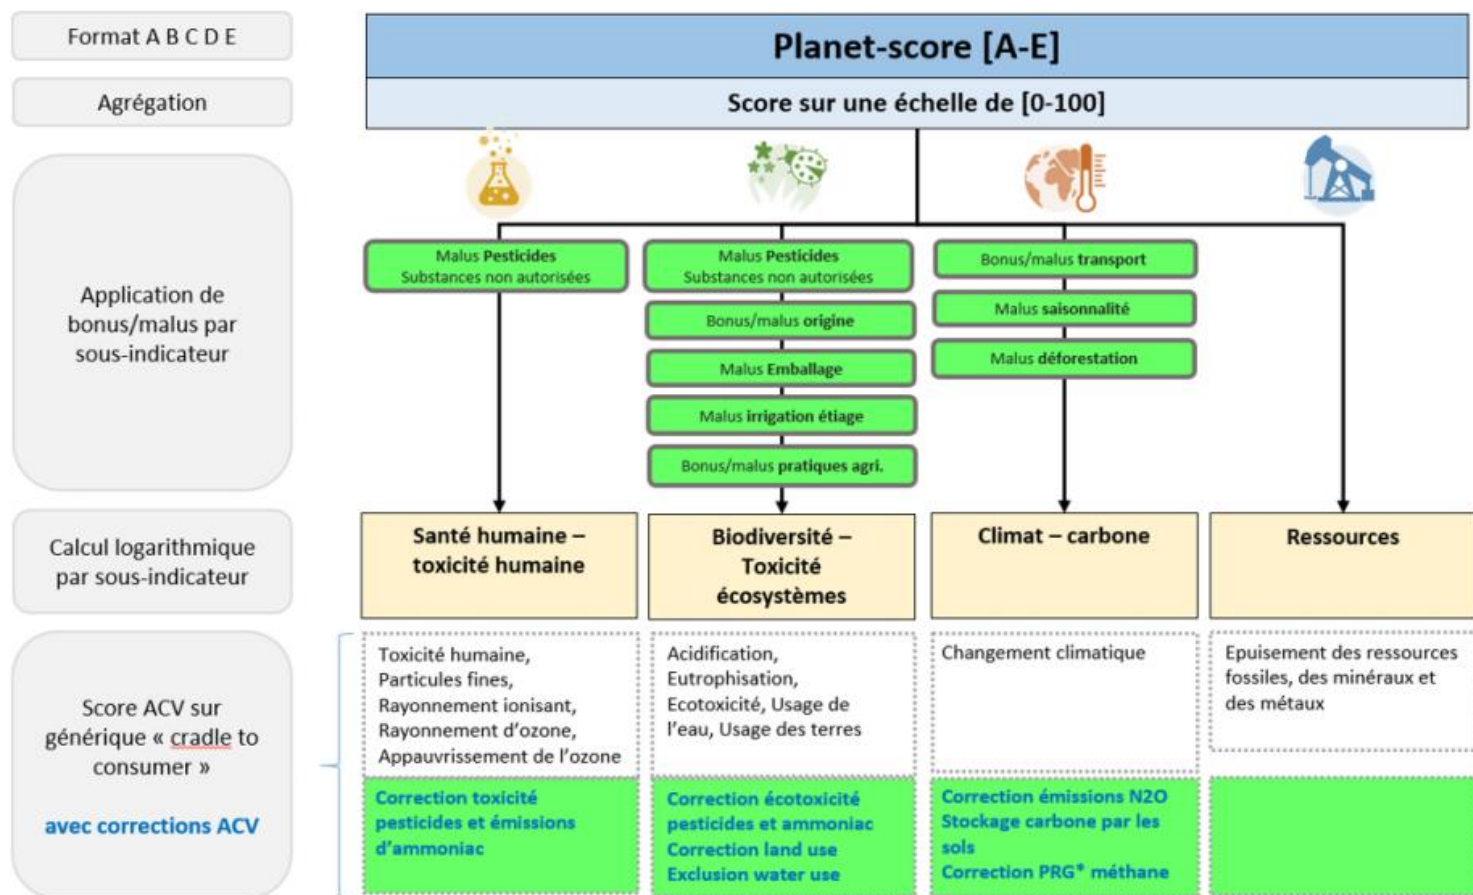 Format A B C D E
Planet-score [A-E]
Agrégation
Score sur une échelle de [0-100]
Application de
bonus/malus par
sous-indicateur
Malus Pesticides
Substances non autorisées
Malus Pesticides
Substances non autorisées
Bonus/malus origine
Malus Emballage
Malus irrigation étiage
Bonus/malus pratiques agri.
Bonus/malus transport
Malus saisonnalité
Malus déforestation
Calcul logarithmique
par sous-indicateur
Santé humaine –
toxicité humaine
Biodiversité –
Toxicité
écosystèmes
Climat – carbone
Ressources
Score ACV sur
générique « cradle to
consumer »
avec corrections ACV
Toxicité humaine,
Particules fines,
Rayonnement ionisant,
Rayonnement d'ozone,
Appauvrissement de l'ozone
Acidification,
Eutrophisation,
Ecotoxicité, Usage de
l'eau, Usage des terres
Changement climatique
Epuisement des ressources
fossiles, des minéraux et
des métaux
Correction toxicité
pesticides et émissions
d'ammoniac
Correction écotoxicité
pesticides et ammoniac
Correction land use
Exclusion water use
Correction émissions N2O
Stockage carbone par les
sols
Correction PRG* méthane